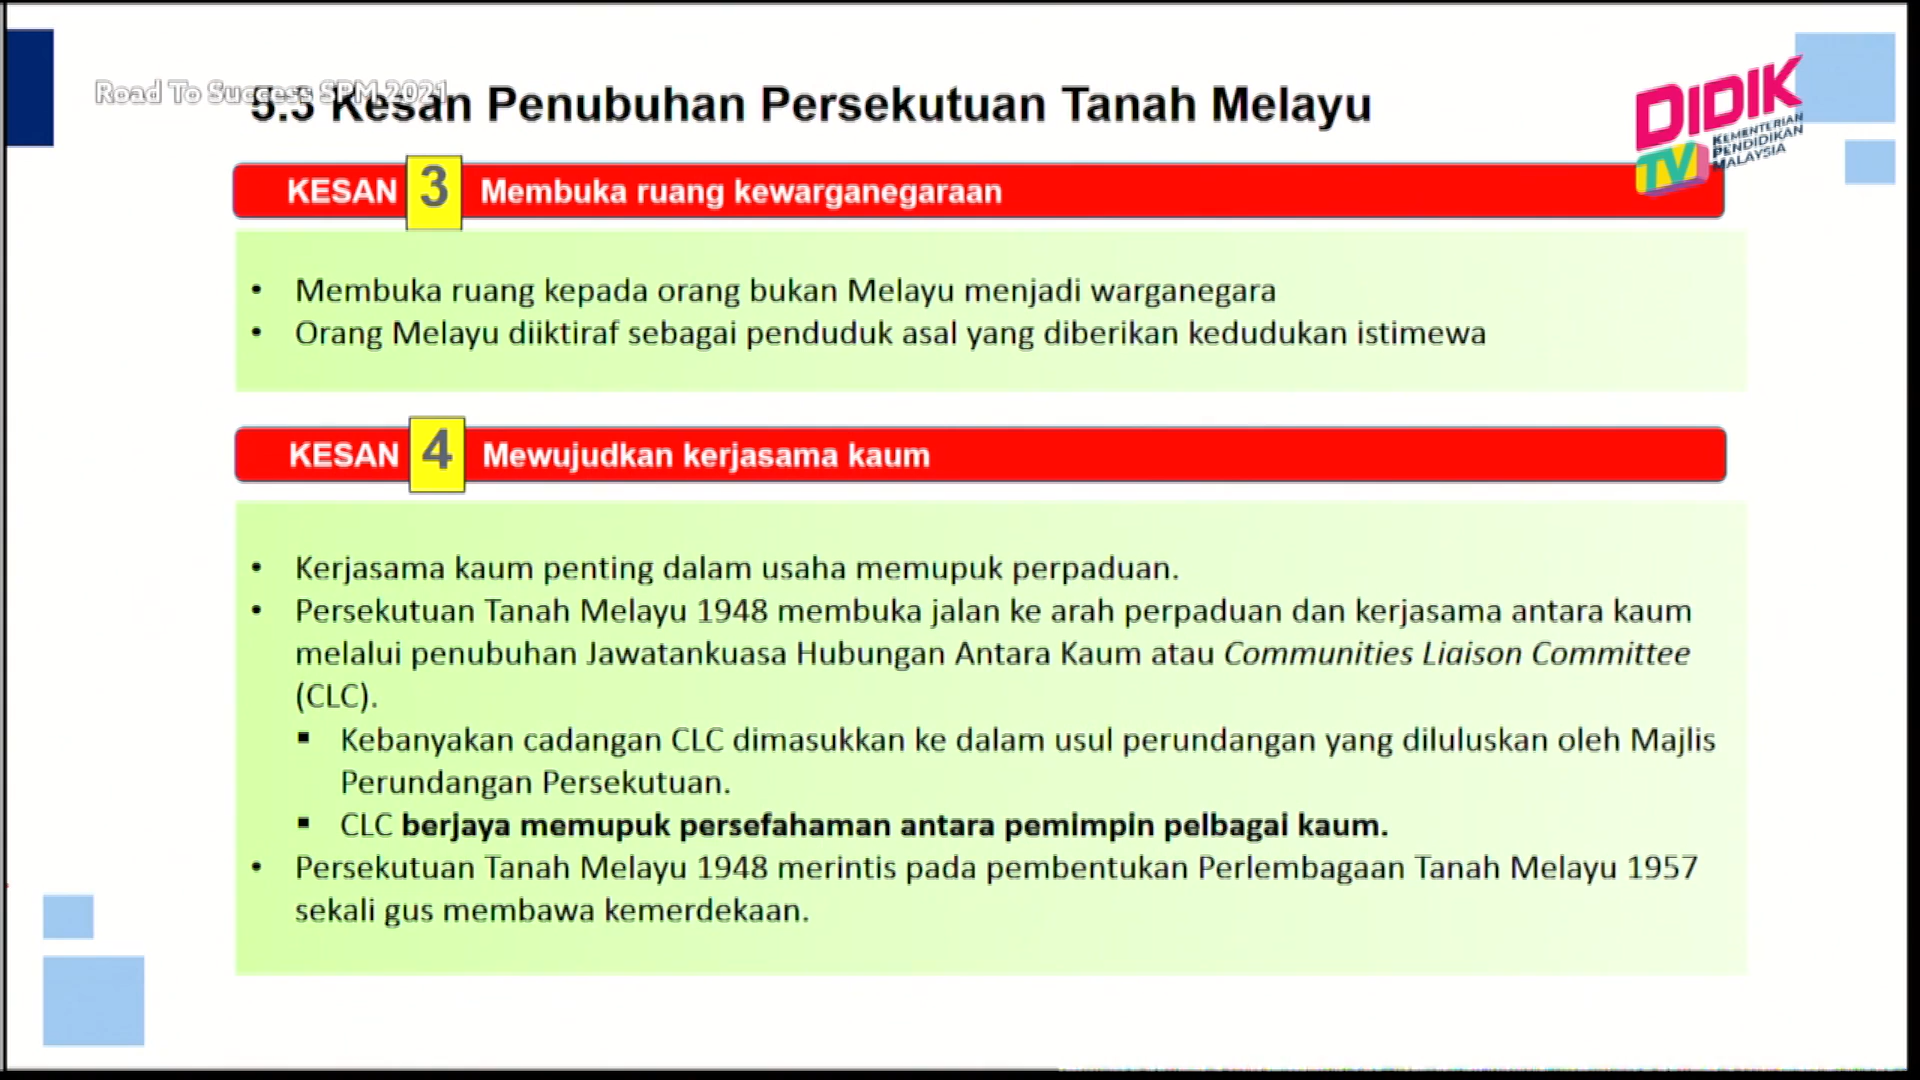 Road To Success SPM 2021
5.3 Kesan Penubuhan Persekutuan Tanah Melayu
DIDIK
TV
KEMENTERIAN
PENDIDIKAN
MALAYSIA
KESAN 3 Membuka ruang kewarganegaraan
• Membuka ruang kepada orang bukan Melayu menjadi warganegara
• Orang Melayu diiktiraf sebagai penduduk asal yang diberikan kedudukan istimewa
KESAN 4 Mewujudkan kerjasama kaum
• Kerjasama kaum penting dalam usaha memupuk perpaduan.
• Persekutuan Tanah Melayu 1948 membuka jalan ke arah perpaduan dan kerjasama antara kaum
melalui penubuhan Jawatankuasa Hubungan Antara Kaum atau Communities Liaison Committee
(CLC).
▪ Kebanyakan cadangan CLC dimasukkan ke dalam usul perundangan yang diluluskan oleh Majlis
Perundangan Persekutuan.
▪ CLC berjaya memupuk persefahaman antara pemimpin pelbagai kaum.
• Persekutuan Tanah Melayu 1948 merintis pada pembentukan Perlembagaan Tanah Melayu 1957
sekali gus membawa kemerdekaan.